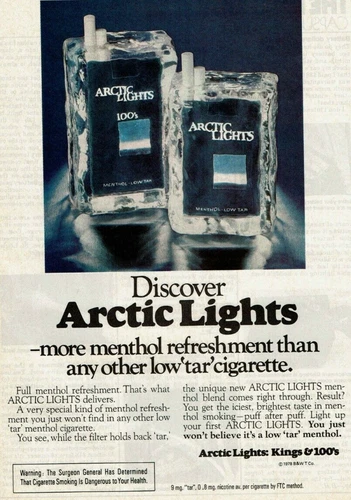 ARCTIC
LIGHTS
100's
MENTHOL · LOW TAR
ARCTIC
LIGHTS
MENTHOL · LOW TAR
Discover
Arctic Lights
–more menthol refreshment than
any other low 'tar' cigarette.
Full menthol refreshment. That's what
ARCTIC LIGHTS delivers.
A very special kind of menthol refresh-
ment you just won't find in any other low
'tar' menthol cigarette.
You see, while the filter holds back 'tar,'
the unique new ARCTIC LIGHTS men-
thol blend comes right through. Result?
You get the iciest, brightest taste in men-
thol smoking–puff after puff. Light up
your first ARCTIC LIGHTS. You just
won't believe it's a low 'tar' menthol.
Arctic Lights: Kings & 100's
Warning: The Surgeon General Has Determined
That Cigarette Smoking Is Dangerous to Your Health.
9 mg. "tar", 0.8 mg. nicotine av. per cigarette by FTC method.